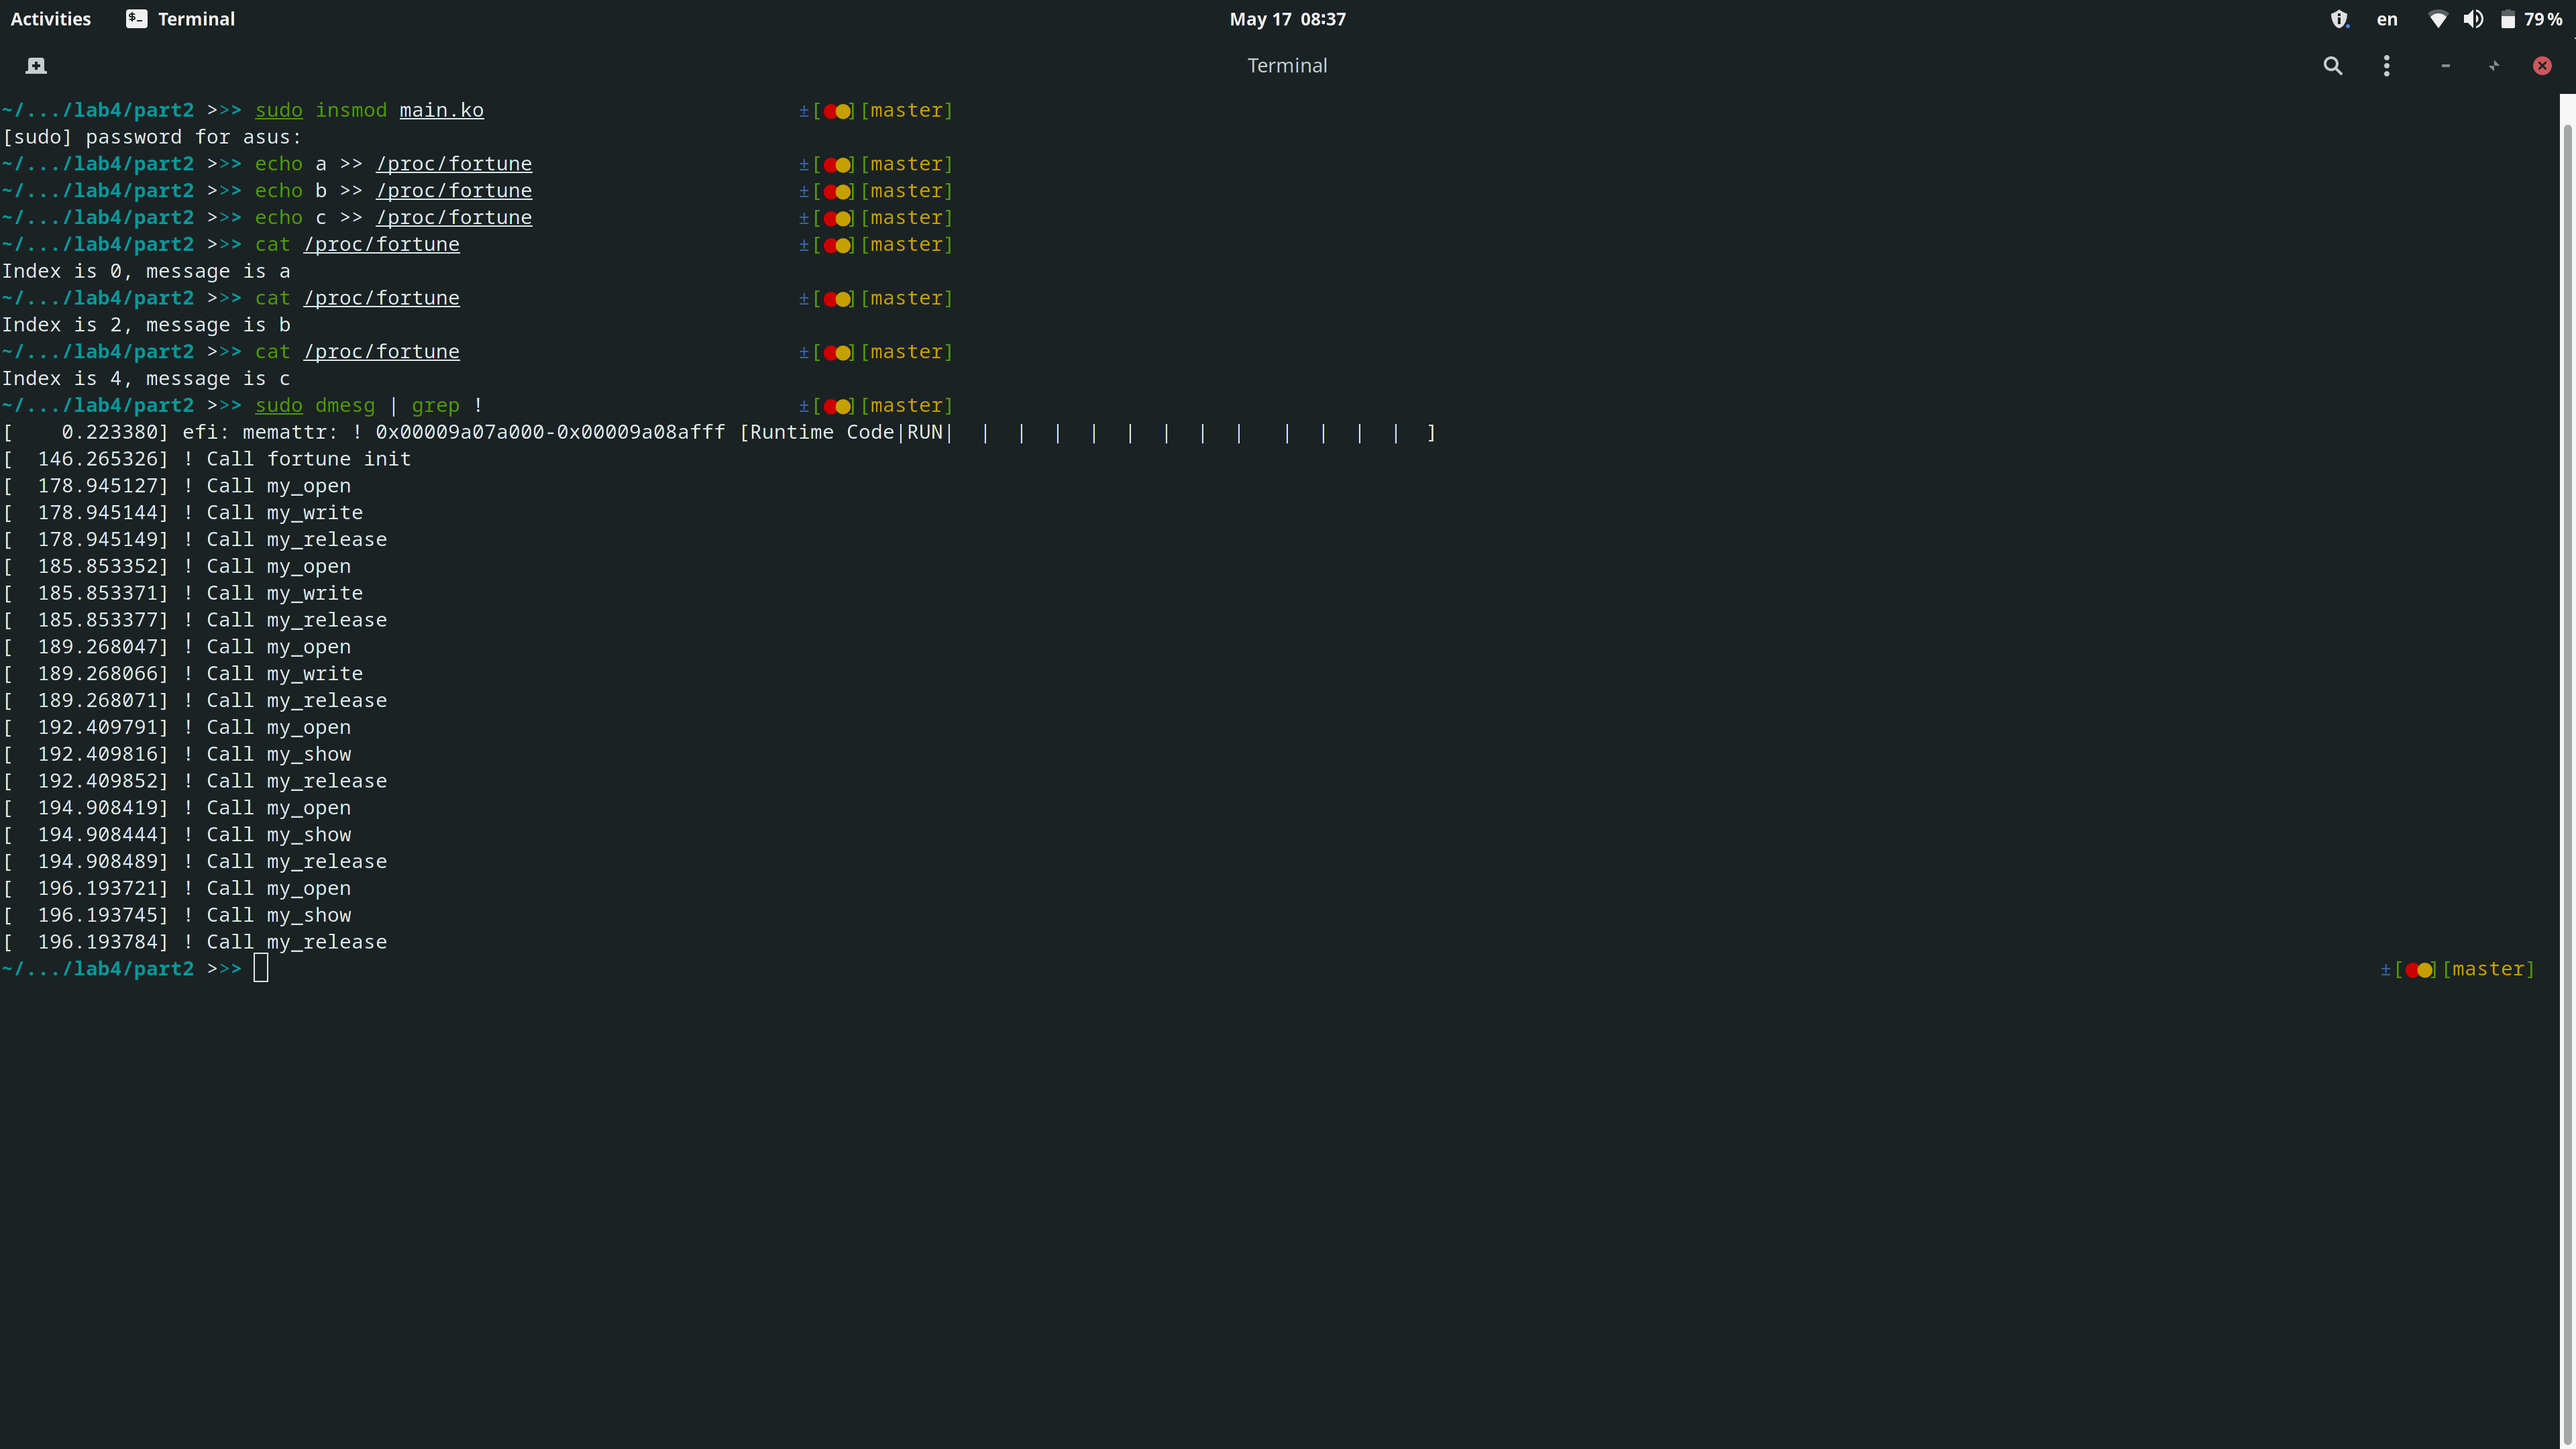 Activities Terminal May 17 08:37 en 79 %
Terminal
~/.../lab4/part2 >>> sudo insmod main.ko ±[●●][master]
[sudo] password for asus:
~/.../lab4/part2 >>> echo a >> /proc/fortune ±[●●][master]
~/.../lab4/part2 >>> echo b >> /proc/fortune ±[●●][master]
~/.../lab4/part2 >>> echo c >> /proc/fortune ±[●●][master]
~/.../lab4/part2 >>> cat /proc/fortune ±[●●][master]
Index is 0, message is a
~/.../lab4/part2 >>> cat /proc/fortune ±[●●][master]
Index is 2, message is b
~/.../lab4/part2 >>> cat /proc/fortune ±[●●][master]
Index is 4, message is c
~/.../lab4/part2 >>> sudo dmesg | grep ! ±[●●][master]
[    0.223380] efi: memattr: ! 0x00009a07a000-0x00009a08afff [Runtime Code|RUN|  |  |  |  |  |  |  |  |   |  |  |  |  ]
[  146.265326] ! Call fortune init
[  178.945127] ! Call my_open
[  178.945144] ! Call my_write
[  178.945149] ! Call my_release
[  185.853352] ! Call my_open
[  185.853371] ! Call my_write
[  185.853377] ! Call my_release
[  189.268047] ! Call my_open
[  189.268066] ! Call my_write
[  189.268071] ! Call my_release
[  192.409791] ! Call my_open
[  192.409816] ! Call my_show
[  192.409852] ! Call my_release
[  194.908419] ! Call my_open
[  194.908444] ! Call my_show
[  194.908489] ! Call my_release
[  196.193721] ! Call my_open
[  196.193745] ! Call my_show
[  196.193784] ! Call my_release
~/.../lab4/part2 >>> ±[●●][master]